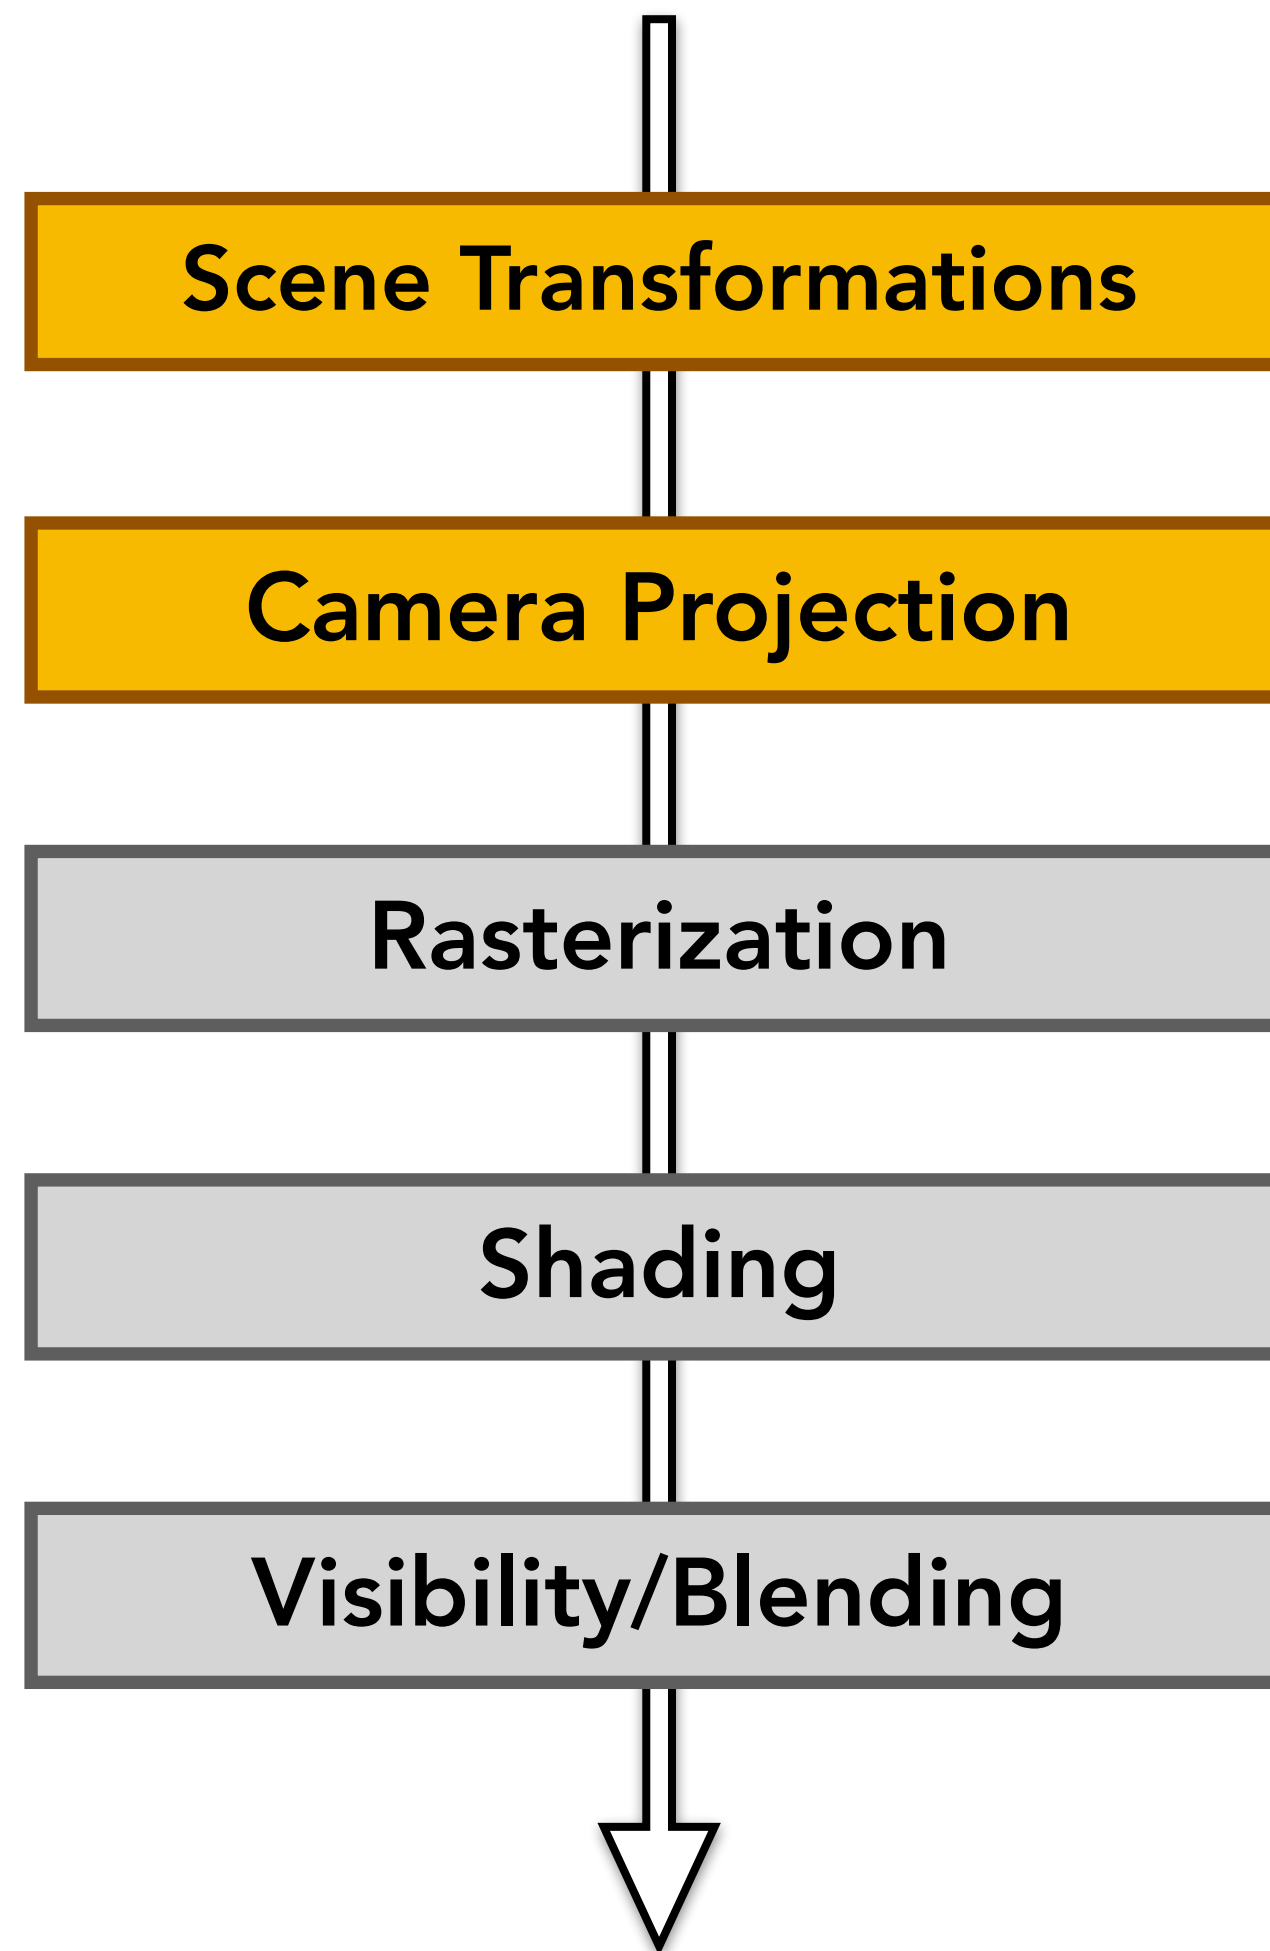 Scene Transformations
Camera Projection
Rasterization
Shading
Visibility/Blending